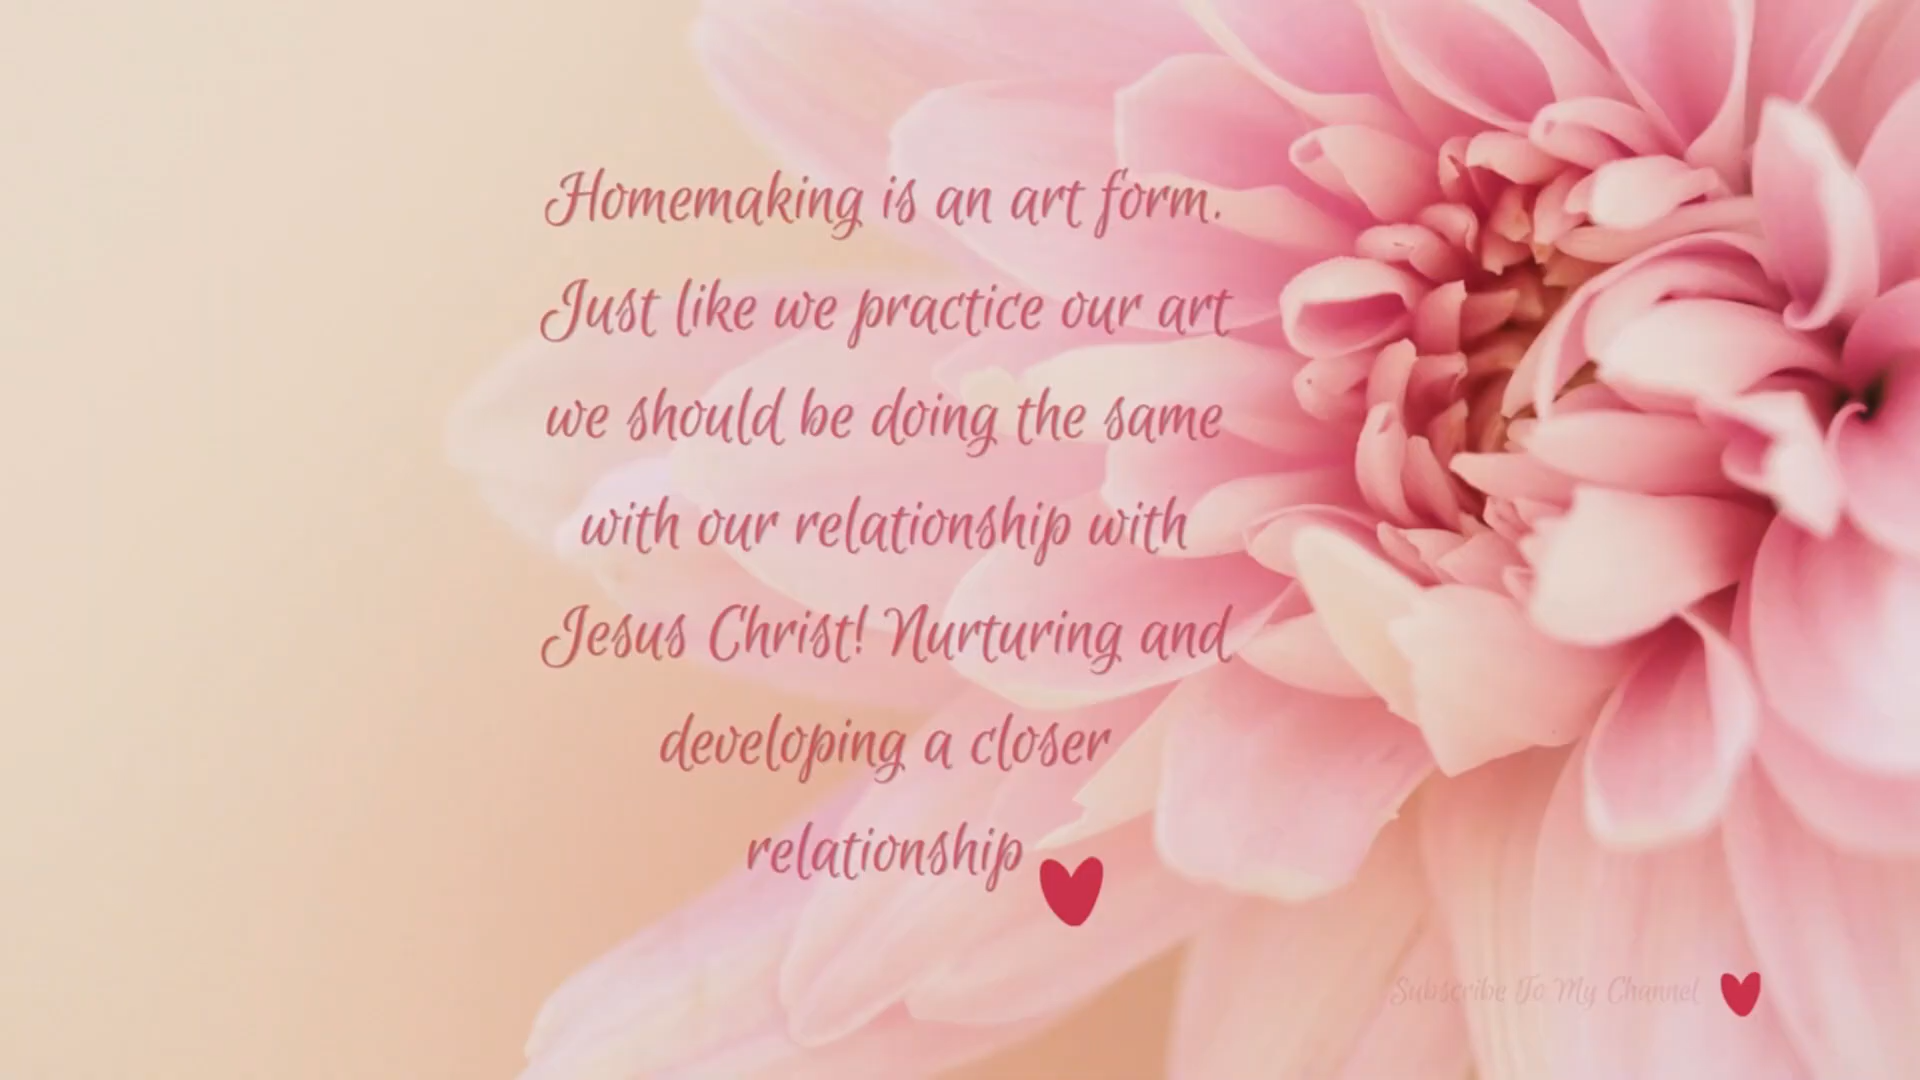 Homemaking is an art form.
Just like we practice our art
we should be doing the same
with our relationship with
Jesus Christ! Nurturing and
developing a closer
relationship
Subscribe To My Channel